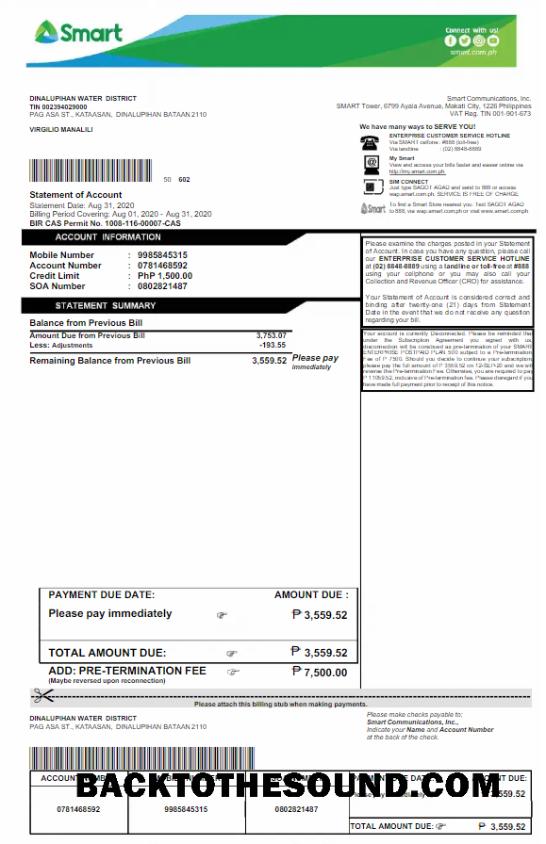 Smart
Connect with us!
smart.com.ph
DINALUPIHAN WATER DISTRICT
TIN 002394029000
PAG ASA ST., KATAASAN, DINALUPIHAN BATAAN 2110
VIRGILIO MANALILI
Smart Communications, Inc.
SMART Tower, 6799 Ayala Avenue, Makati City, 1226 Philippines
VAT Reg. TIN 001-901-673
We have many ways to SERVE YOU!
ENTERPRISE CUSTOMER SERVICE HOTLINE
Via SMART cellone: #888 (toll-free)
Via landline (02) 8848-8889
My Smart
View and access your bills faster and easier online via
http://my.smart.com.ph
SIM CONNECT
Just type BAGOT AGAD and send to 888 or access
wap.smart.com.ph, SERVICE IS FREE OF CHARGE
Smart To find a Smart Store nearest you. Text SAGOT AGAD
to 888, via wap.smart.com.ph or visit www.smart.com.ph
50 602
Statement of Account
Statement Date: Aug 31, 2020
Billing Period Covering: Aug 01, 2020 - Aug 31, 2020
BIR CAS Permit No. 1008-116-00007-CAS
ACCOUNT INFORMATION
Mobile Number : 9985845315
Account Number : 0781468592
Credit Limit : PhP 1,500.00
SOA Number : 0802821487
Please examine the charges posted in your Statement
of Account. In case you have any question, please call
our ENTERPRISE CUSTOMER SERVICE HOTLINE
at (02) 8848-8889 using a landline or toll-free at #888
using your cellphone or you may also call your
Collection and Revenue Officer (CRO) for assistance.
Your Statement of Account is considered correct and
binding after twenty-one (21) days from Statement
Date in the event that we do not receive any question
regarding your bill.
STATEMENT SUMMARY
Balance from Previous Bill
Amount Due from Previous Bill 3,753.07
Less: Adjustments -193.55
Remaining Balance from Previous Bill 3,559.52 Please pay
immediately
Your account is currently Disconnected. Please be reminded that
under the Subscription Agreement you agreed with us,
disconnection will be construed as pre-termination of your SMART
ENTERPRISE POSTPAID PLAN 500 subject to a Pre-termination
Fee of P 7500. Should you decide to continue your subscription,
please pay the full amount of P 3559.52 on 12-SEP-20 and we will
reverse the Pre-termination Fee. Otherwise, you are required to pay
P 11059.52, inclusive of Pre-termination fee. Please disregard if you
have made full payment prior to receipt of this notice.
PAYMENT DUE DATE: AMOUNT DUE :
Please pay immediately ₱ 3,559.52
TOTAL AMOUNT DUE: ₱ 3,559.52
ADD: PRE-TERMINATION FEE ₱ 7,500.00
(Maybe reversed upon reconnection)
Please attach this billing stub when making payments.
DINALUPIHAN WATER DISTRICT
PAG ASA ST., KATAASAN, DINALUPIHAN BATAAN 2110
Please make checks payable to;
Smart Communications, Inc.,
Indicate your Name and Account Number
at the back of the check.
BACKTOTHESOUND.COM
0781468592 9985845315 0802821487
3,559.52
TOTAL AMOUNT DUE: ₱ 3,559.52